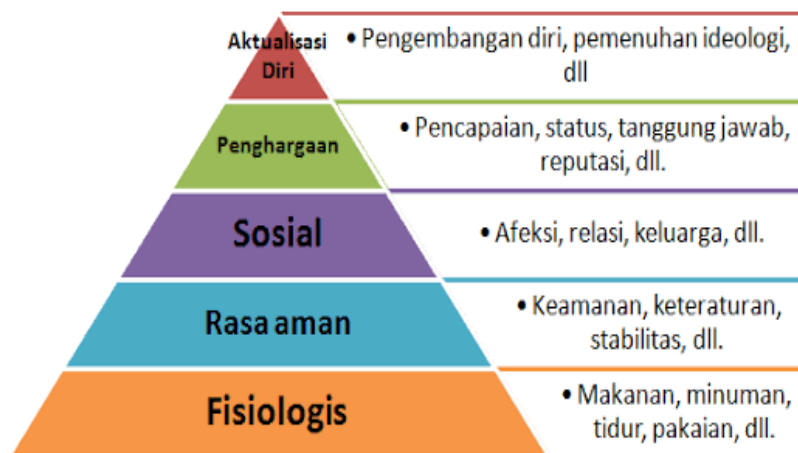 Aktualisasi
Diri
• Pengembangan diri, pemenuhan ideologi,
dll
Penghargaan
• Pencapaian, status, tanggung jawab,
reputasi, dll.
Sosial
• Afeksi, relasi, keluarga, dll.
Rasa aman
• Keamanan, keteraturan,
stabilitas, dll.
Fisiologis
• Makanan, minuman,
tidur, pakaian, dll.